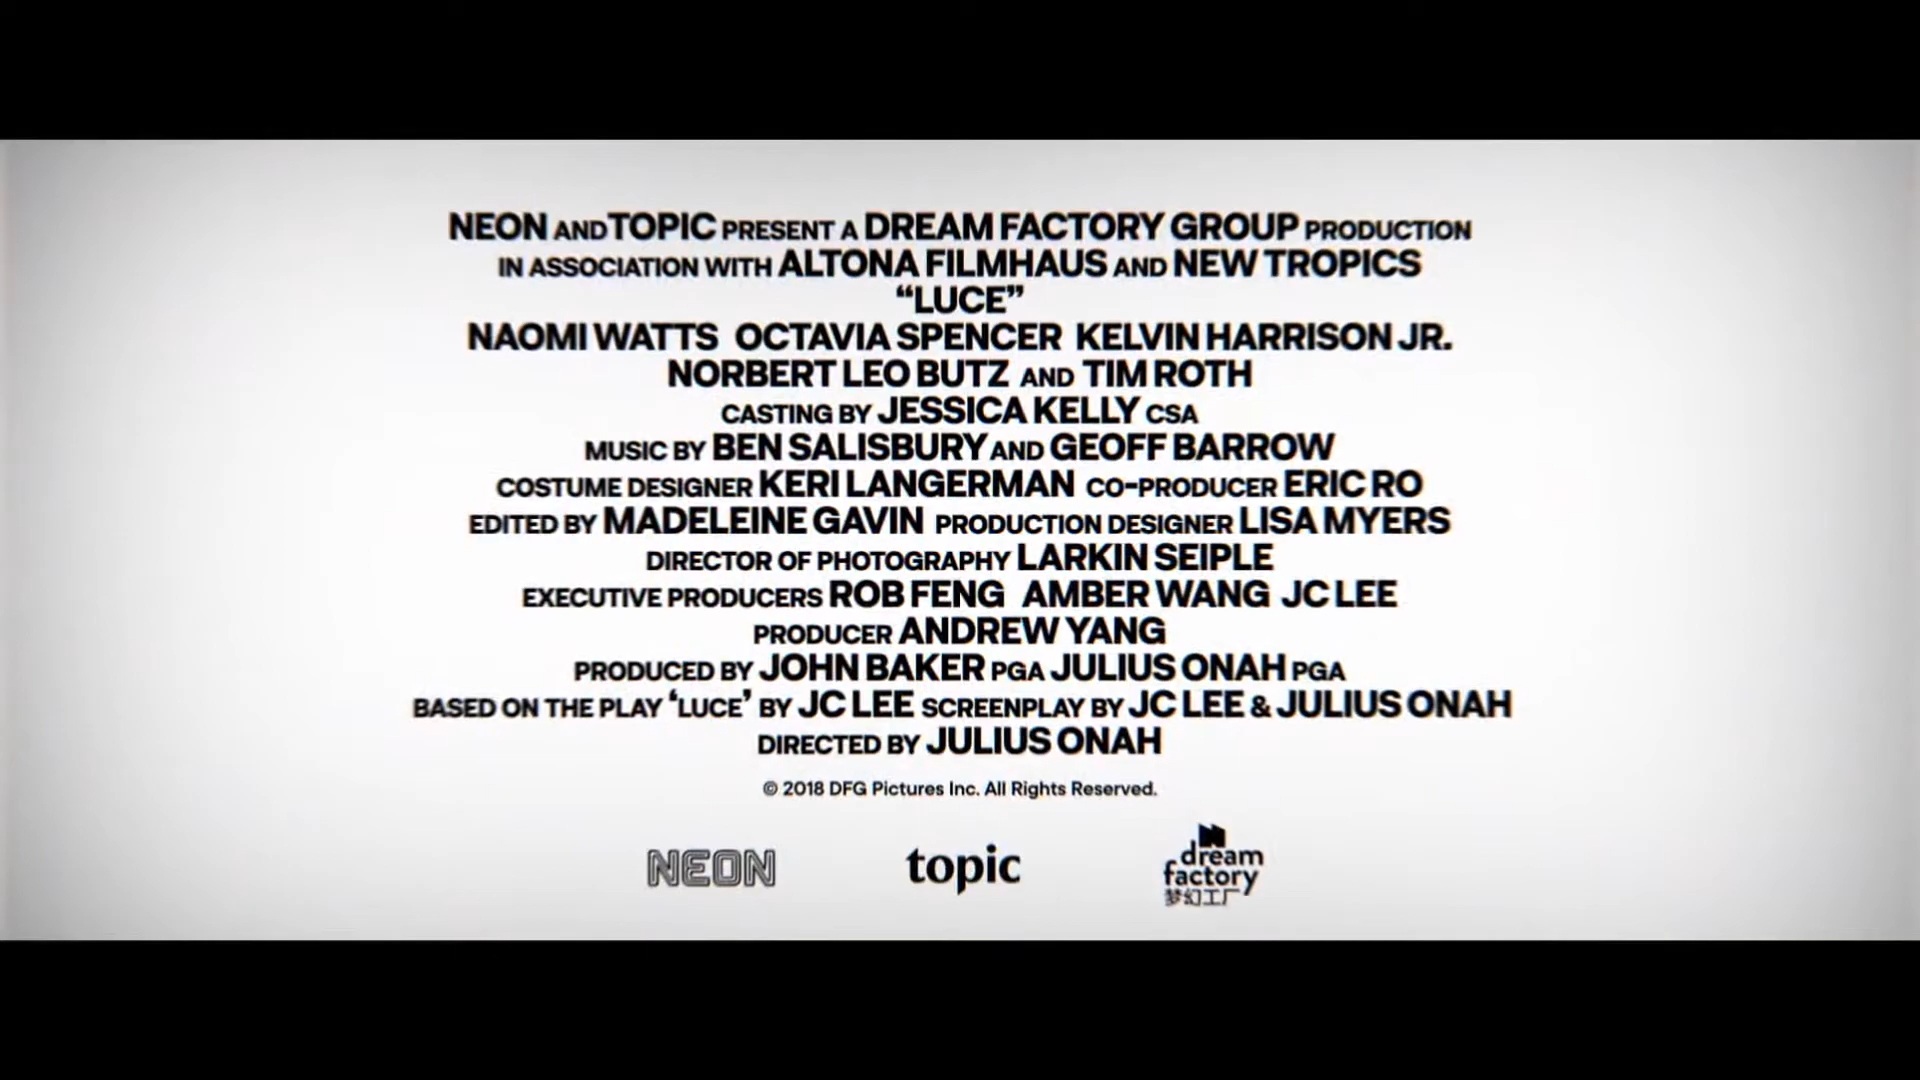 NEON AND TOPIC PRESENT A DREAM FACTORY GROUP PRODUCTION
IN ASSOCIATION WITH ALTONA FILMHAUS AND NEW TROPICS
“LUCE”
NAOMI WATTS OCTAVIA SPENCER KELVIN HARRISON JR.
NORBERT LEO BUTZ AND TIM ROTH
CASTING BY JESSICA KELLY CSA
MUSIC BY BEN SALISBURY AND GEOFF BARROW
COSTUME DESIGNER KERI LANGERMAN CO-PRODUCER ERIC RO
EDITED BY MADELEINE GAVIN PRODUCTION DESIGNER LISA MYERS
DIRECTOR OF PHOTOGRAPHY LARKIN SEIPLE
EXECUTIVE PRODUCERS ROB FENG AMBER WANG JC LEE
PRODUCER ANDREW YANG
PRODUCED BY JOHN BAKER PGA JULIUS ONAH PGA
BASED ON THE PLAY ‘LUCE’ BY JC LEE SCREENPLAY BY JC LEE & JULIUS ONAH
DIRECTED BY JULIUS ONAH
© 2018 DFG Pictures Inc. All Rights Reserved.
NEON
topic
dream
factory
梦幻工厂